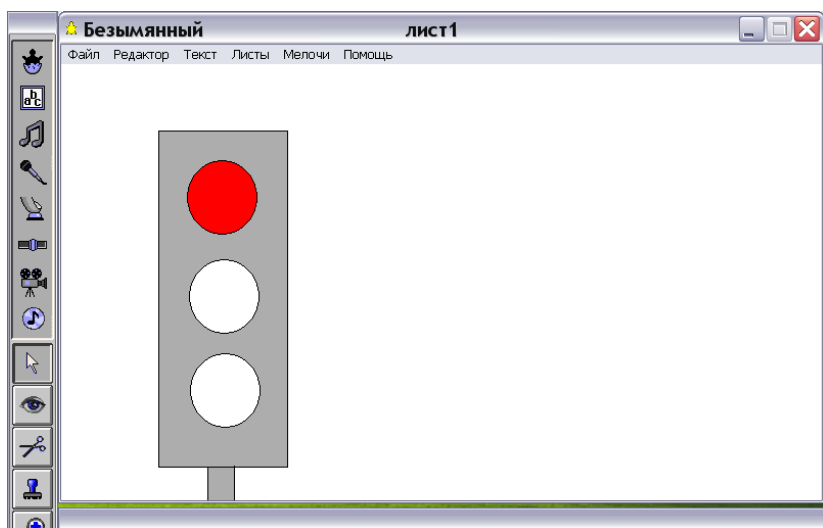 Безымянный лист1
Файл Редактор Текст Листы Мелочи Помощь
a b c